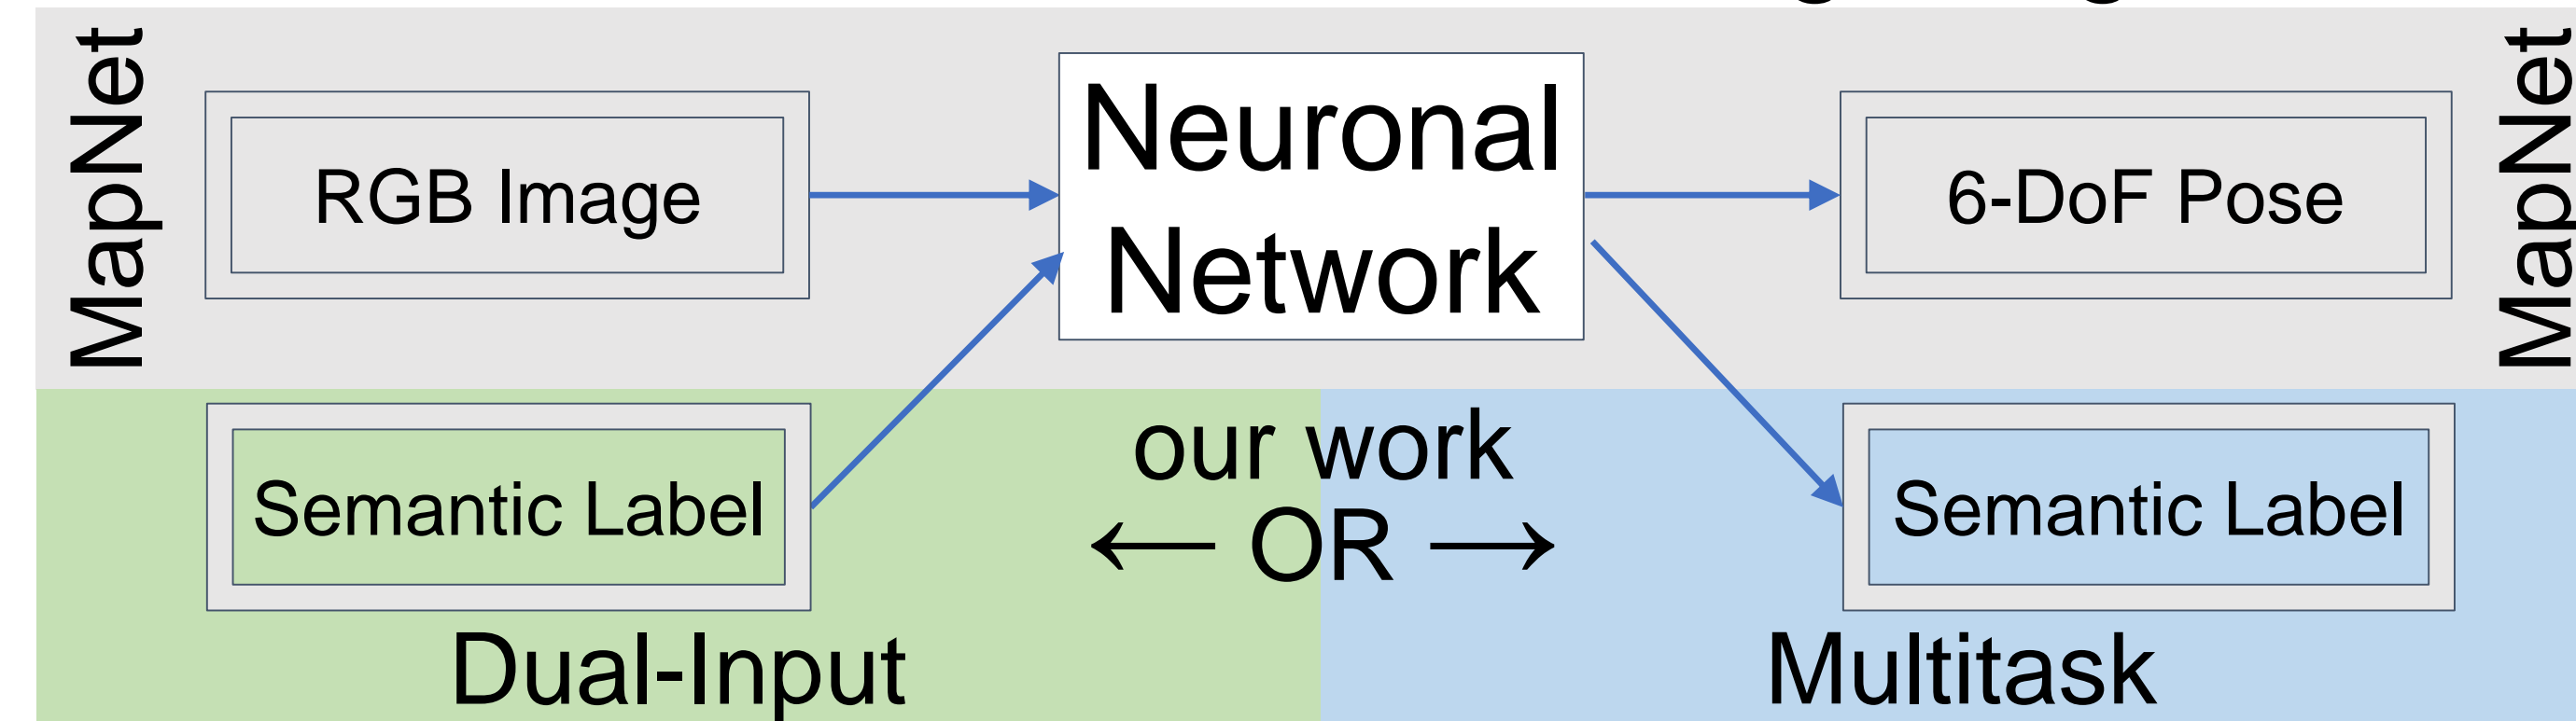 MapNet
RGB Image
Neuronal
Network
6-DoF Pose
MapNet
Semantic Label
our work
← OR →
Semantic Label
Dual-Input
Multitask